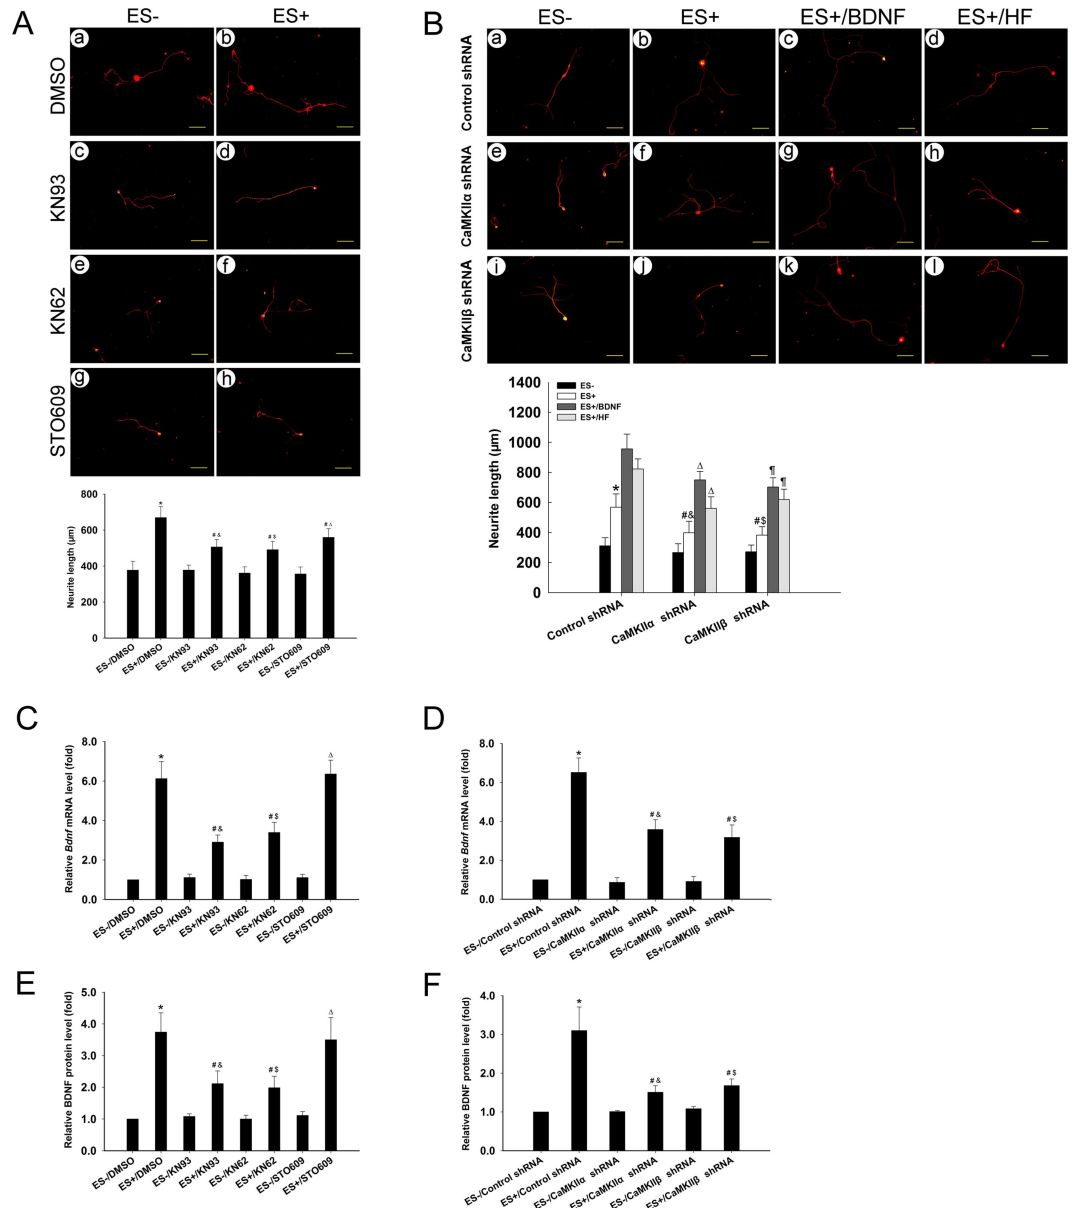 A
ES-
ES+
DMSO
a
b
KN93
c
d
KN62
e
f
STO609
g
h
800
600
400
200
0
Neurite length (µm)
*
# &
# $
# Δ
ES-/DMSO
ES+/DMSO
ES-/KN93
ES+/KN93
ES-/KN62
ES+/KN62
ES-/STO609
ES+/STO609
B
ES-
ES+
ES+/BDNF
ES+/HF
Control shRNA
a
b
c
d
CaMKIIα shRNA
e
f
g
h
CaMKIIβ shRNA
i
j
k
l
1400
1200
1000
800
600
400
200
0
Neurite length (µm)
ES-
ES+
ES+/BDNF
ES+/HF
*
#&
Δ
Δ
#$
¶
¶
Control shRNA
CaMKIIα shRNA
CaMKIIβ shRNA
C
8.0
6.0
4.0
2.0
0.0
Relative Bdnf mRNA level (fold)
*
# &
# $
Δ
ES-/DMSO
ES+/DMSO
ES-/KN93
ES+/KN93
ES-/KN62
ES+/KN62
ES-/STO609
ES+/STO609
D
8.0
6.0
4.0
2.0
0.0
Relative Bdnf mRNA level (fold)
*
# &
# $
ES-/Control shRNA
ES+/Control shRNA
ES-/CaMKIIα shRNA
ES+/CaMKIIα shRNA
ES-/CaMKIIβ shRNA
ES+/CaMKIIβ shRNA
E
5.0
4.0
3.0
2.0
1.0
0.0
Relative BDNF protein level (fold)
*
# &
# $
Δ
ES-/DMSO
ES+/DMSO
ES-/KN93
ES+/KN93
ES-/KN62
ES+/KN62
ES-/STO609
ES+/STO609
F
4.0
3.0
2.0
1.0
0.0
Relative BDNF protein level (fold)
*
# &
# $
ES-/Control shRNA
ES+/Control shRNA
ES-/CaMKIIα shRNA
ES+/CaMKIIα shRNA
ES-/CaMKIIβ shRNA
ES+/CaMKIIβ shRNA